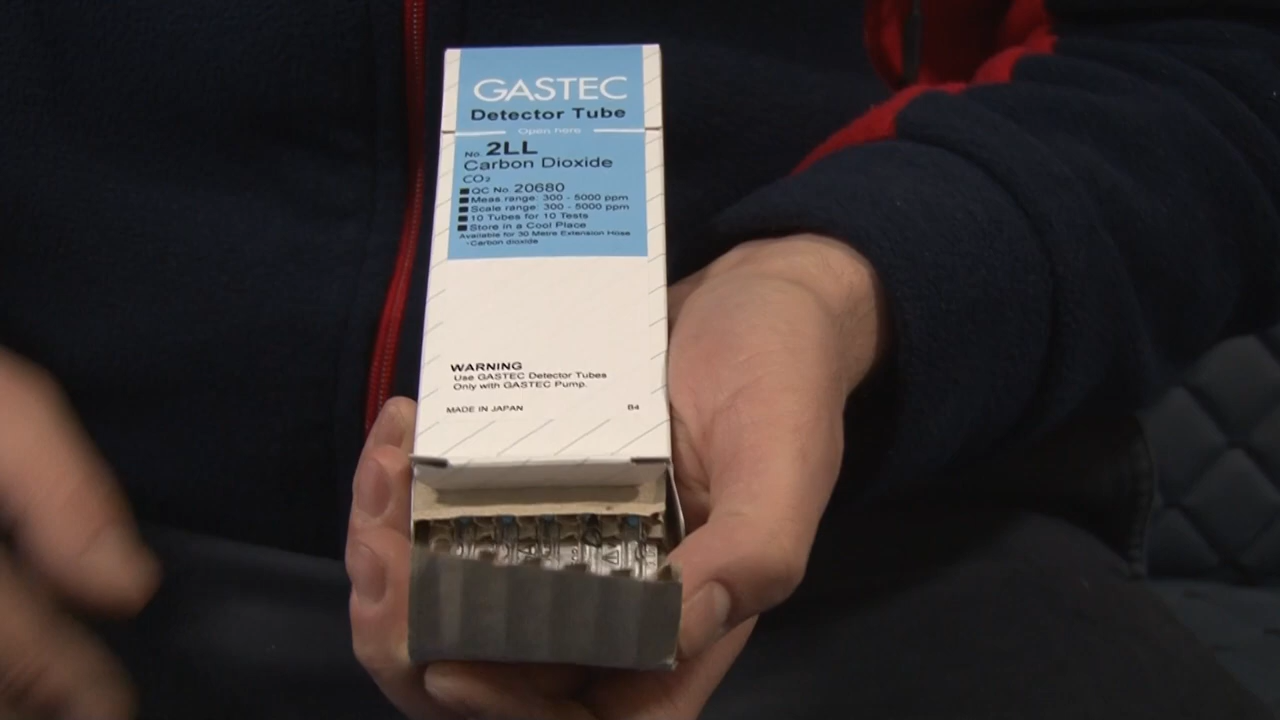 GASTEC
Detector Tube
Open here
No. 2LL
Carbon Dioxide
CO₂
■ QC No. 20680
■ Meas range: 300 - 5000 ppm
■ Scale range: 300 - 5000 ppm
■ 10 Tubes for 10 Tests
■ Store in a Cool Place
Available for 30 Metre Extension Hose
-Carbon dioxide
WARNING
Use GASTEC Detector Tubes
Only with GASTEC Pump.
MADE IN JAPAN B4